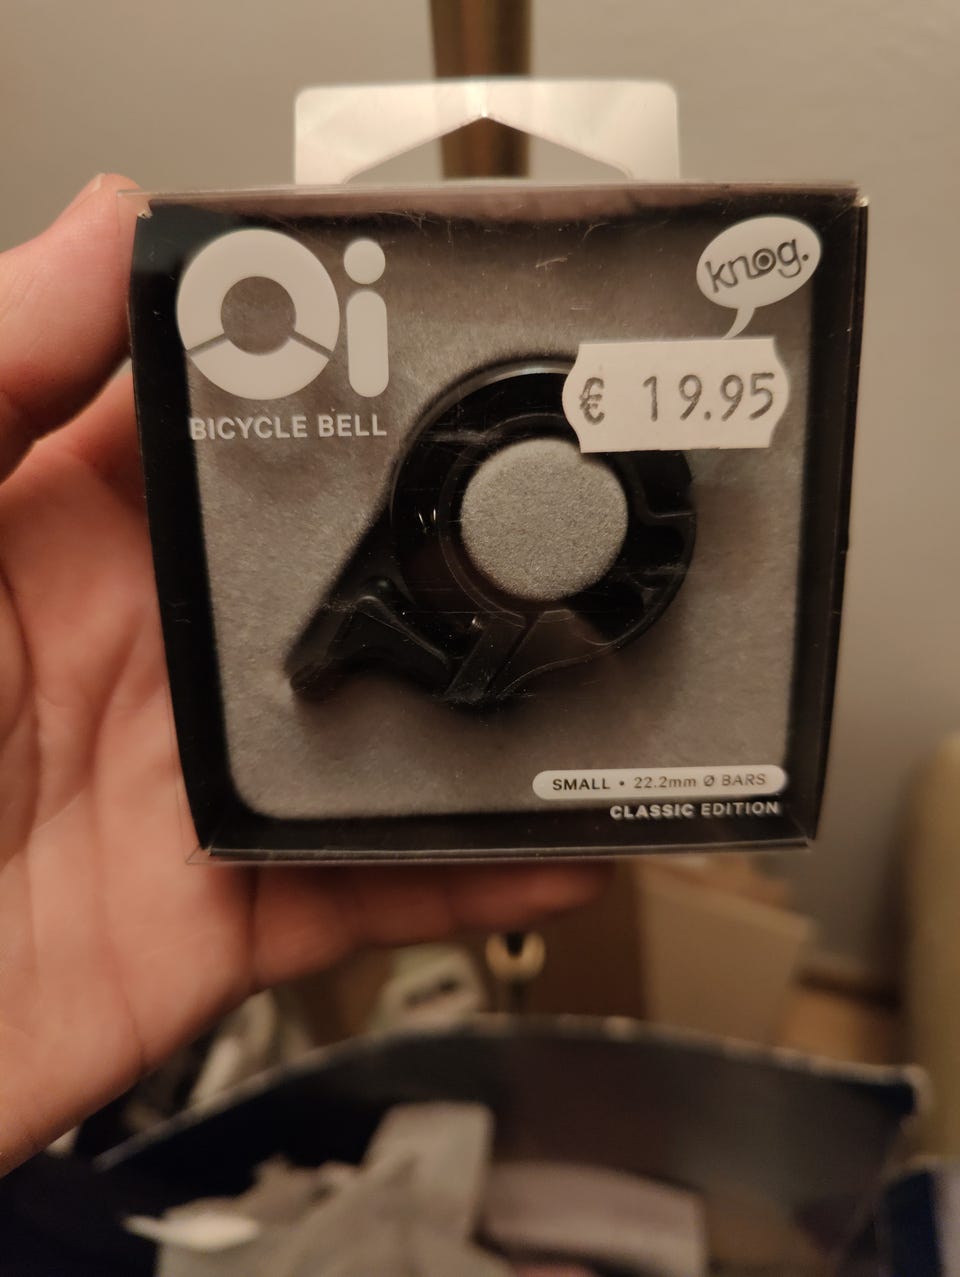 Oi
BICYCLE BELL
knog.
€ 19.95
SMALL • 22.2mm Ø BARS
CLASSIC EDITION